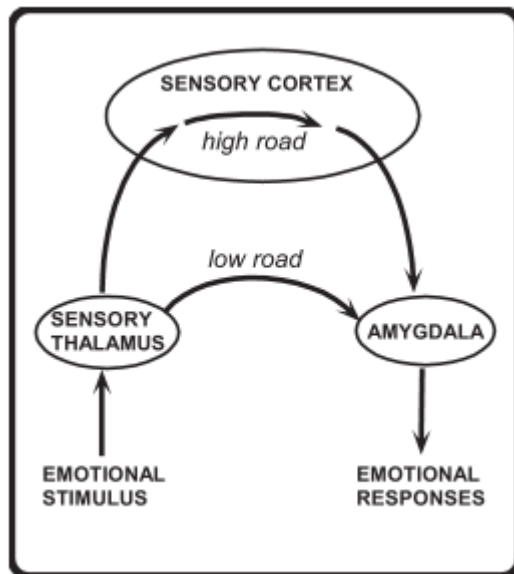 SENSORY CORTEX
high road
low road
SENSORY
THALAMUS
AMYGDALA
EMOTIONAL
STIMULUS
EMOTIONAL
RESPONSES